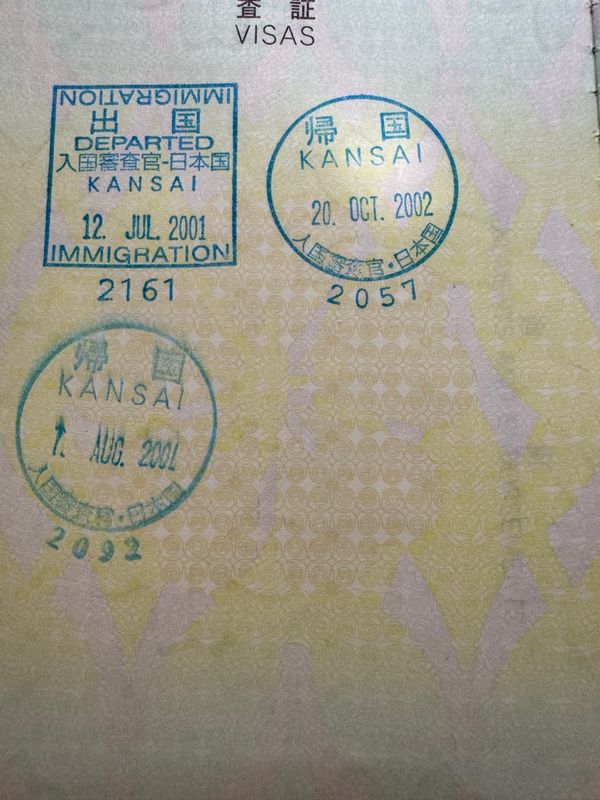 査証
VISAS
IMMIGRATION
出国
DEPARTED
入国審査官-日本国
KANSAI
12. JUL. 2001
IMMIGRATION
2161
帰国
KANSAI
20. OCT. 2002
入国審査官・日本国
2057
帰国
KANSAI
AUG.
入国審査官・日本国
2092